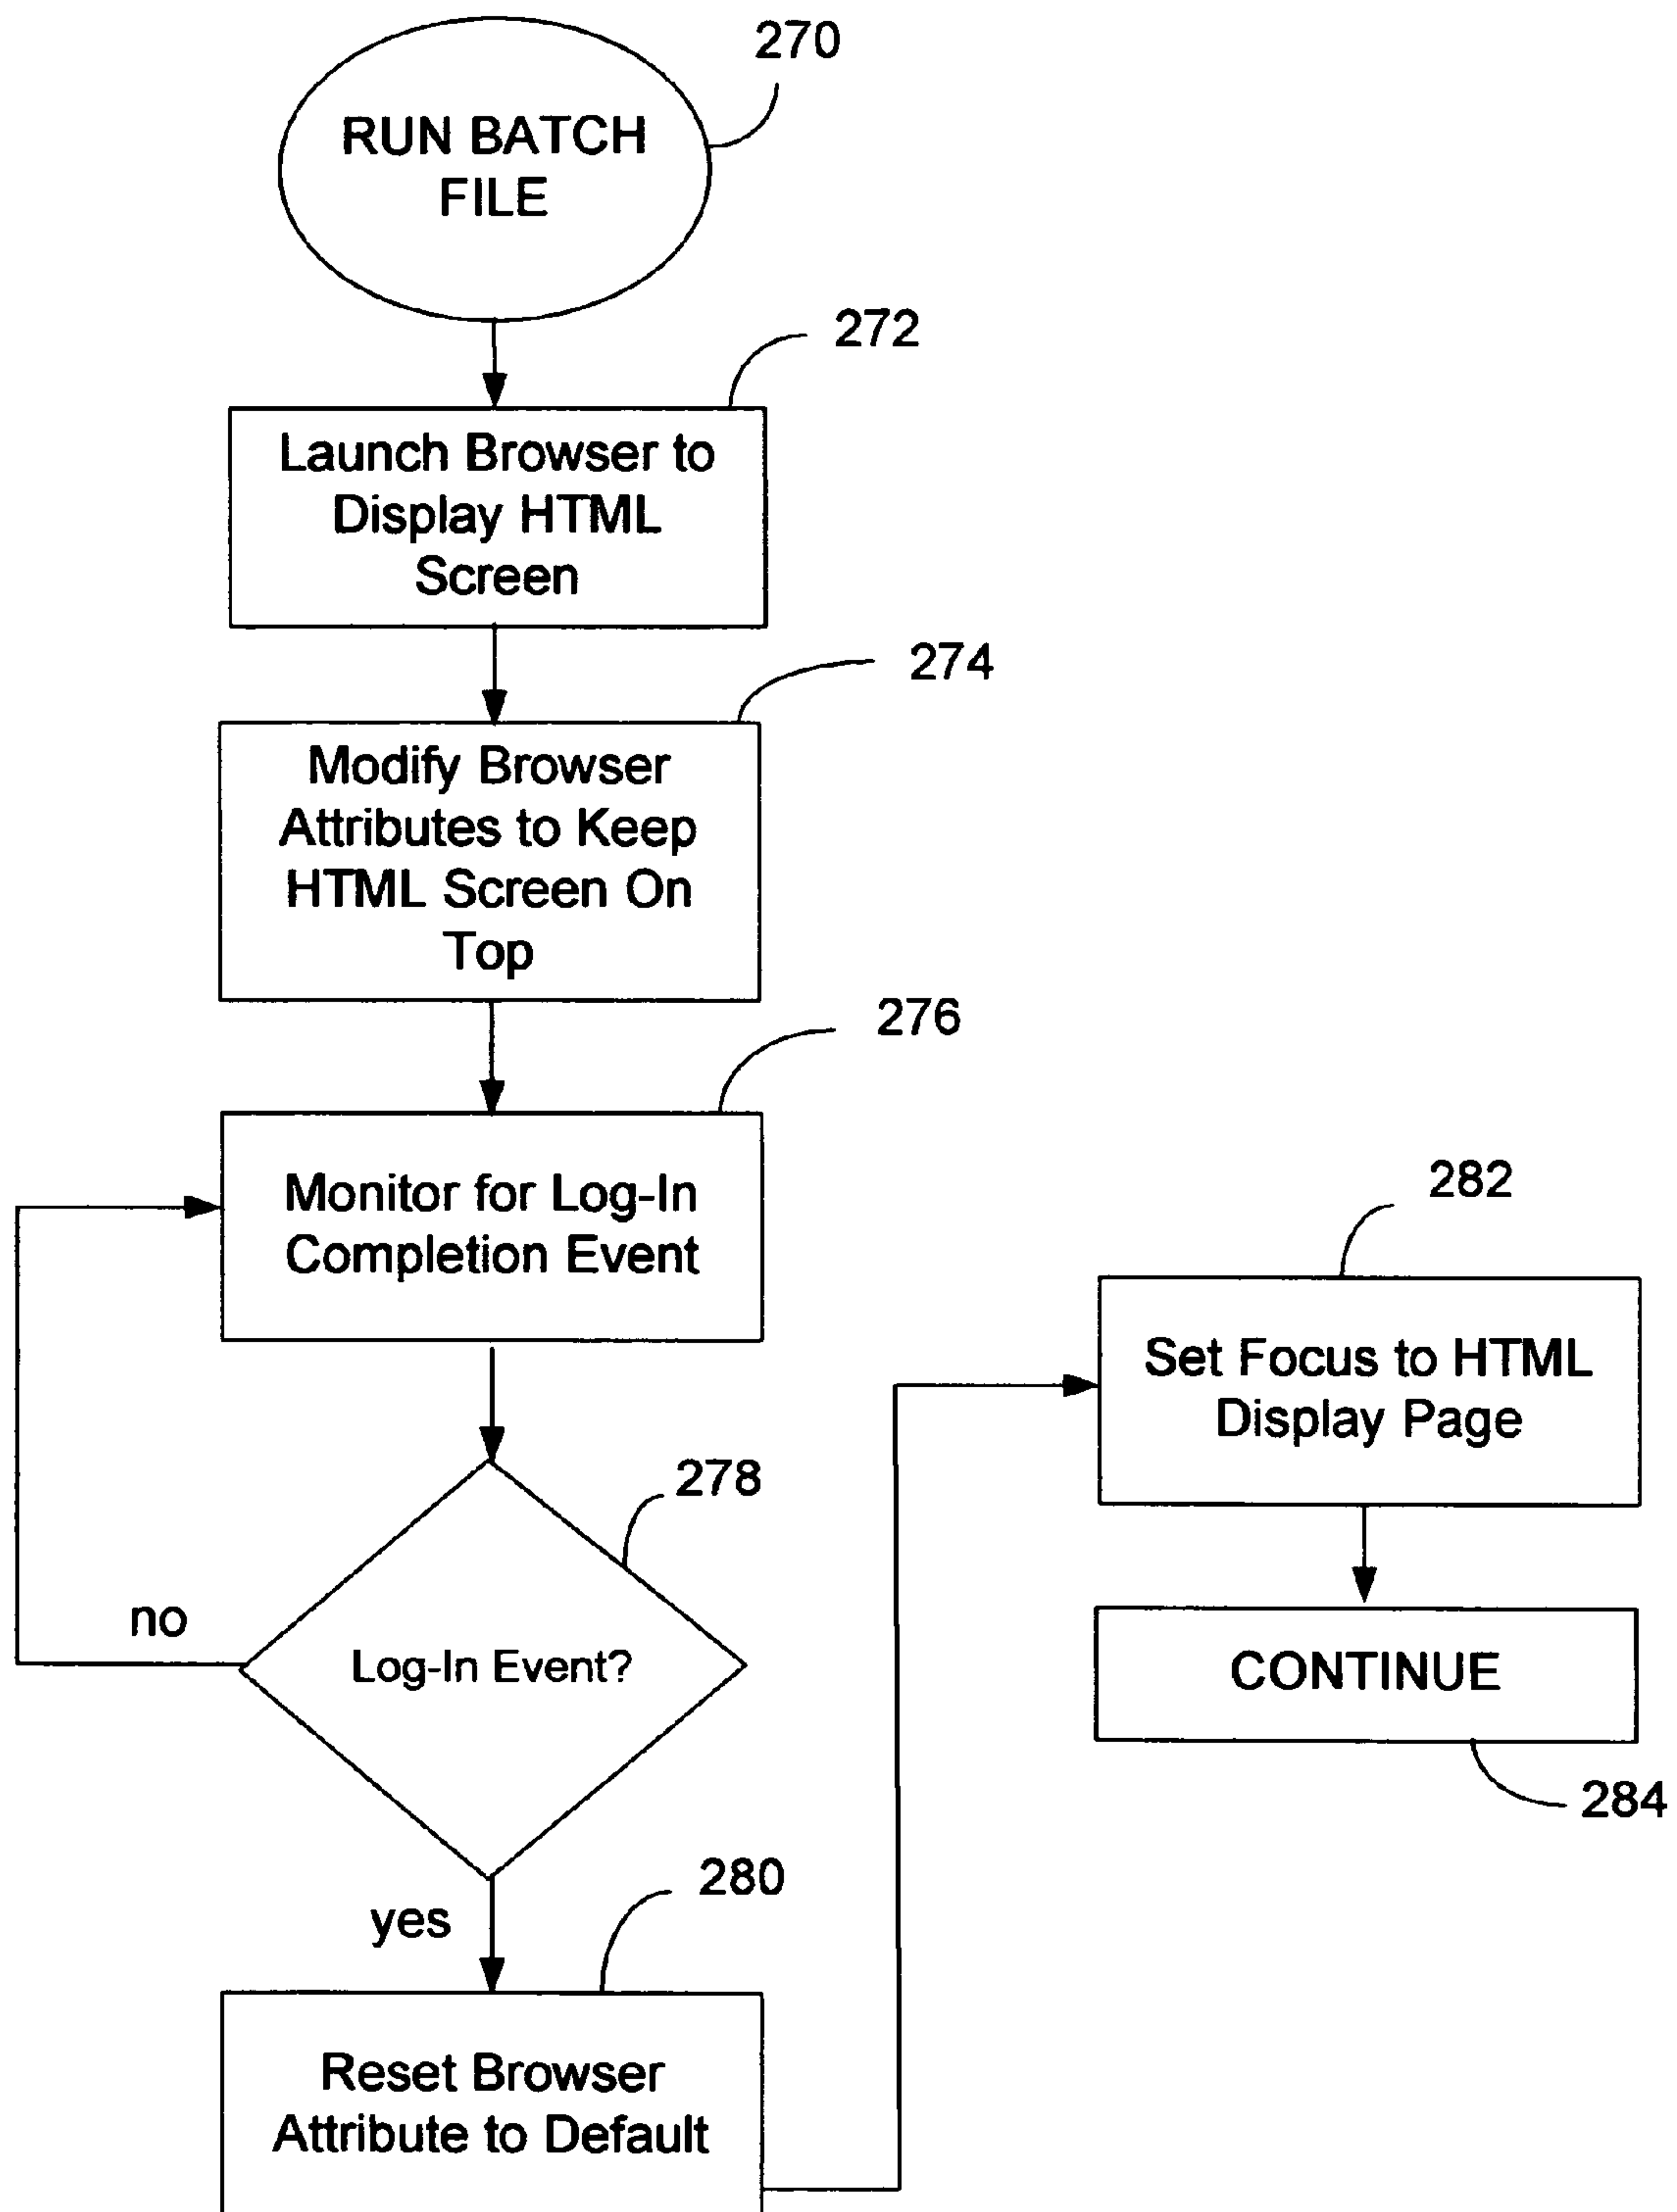 270
RUN BATCH
FILE
272
Launch Browser to
Display HTML
Screen
274
Modify Browser
Attributes to Keep
HTML Screen On
Top
276
Monitor for Log-In
Completion Event
278
Log-In Event?
no
yes
280
Reset Browser
Attribute to Default
282
Set Focus to HTML
Display Page
CONTINUE
284